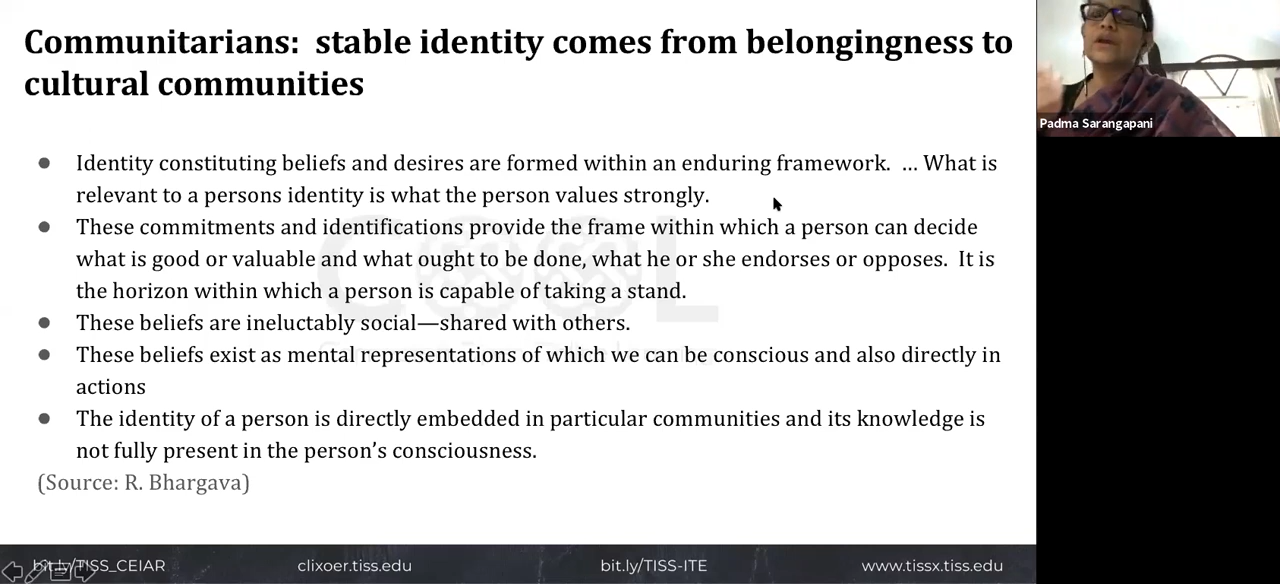 Communitarians:  stable identity comes from belongingness to
cultural communities
Padma Sarangapani
● Identity constituting beliefs and desires are formed within an enduring framework.  ... What is
relevant to a persons identity is what the person values strongly.
● These commitments and identifications provide the frame within which a person can decide
what is good or valuable and what ought to be done, what he or she endorses or opposes.  It is
the horizon within which a person is capable of taking a stand.
● These beliefs are ineluctably social—shared with others.
● These beliefs exist as mental representations of which we can be conscious and also directly in
actions
● The identity of a person is directly embedded in particular communities and its knowledge is
not fully present in the person’s consciousness.
(Source: R. Bhargava)
bit.ly/TISS_CEIAR
clixoer.tiss.edu
bit.ly/TISS-ITE
www.tissx.tiss.edu